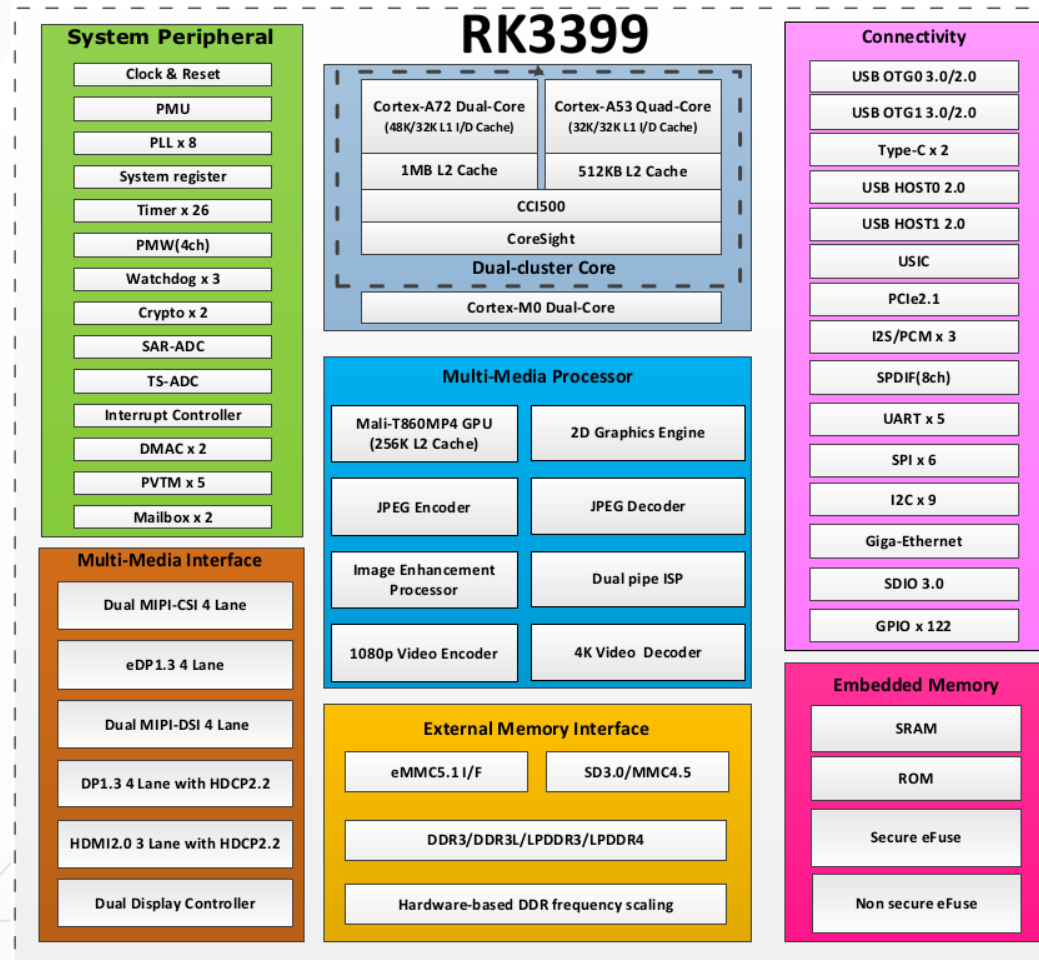 RK3399
System Peripheral
Clock & Reset
PMU
PLL x 8
System register
Timer x 26
PMW(4ch)
Watchdog x 3
Crypto x 2
SAR-ADC
TS-ADC
Interrupt Controller
DMAC x 2
PVTM x 5
Mailbox x 2
Multi-Media Interface
Dual MIPI-CSI 4 Lane
eDP1.3 4 Lane
Dual MIPI-DSI 4 Lane
DP1.3 4 Lane with HDCP2.2
HDMI2.0 3 Lane with HDCP2.2
Dual Display Controller
Cortex-A72 Dual-Core
(48K/32K L1 I/D Cache)
Cortex-A53 Quad-Core
(32K/32K L1 I/D Cache)
1MB L2 Cache
512KB L2 Cache
CCI500
CoreSight
Dual-cluster Core
Cortex-M0 Dual-Core
Multi-Media Processor
Mali-T860MP4 GPU
(256K L2 Cache)
2D Graphics Engine
JPEG Encoder
JPEG Decoder
Image Enhancement
Processor
Dual pipe ISP
1080p Video Encoder
4K Video Decoder
External Memory Interface
eMMC5.1 I/F
SD3.0/MMC4.5
DDR3/DDR3L/LPDDR3/LPDDR4
Hardware-based DDR frequency scaling
Connectivity
USB OTG0 3.0/2.0
USB OTG1 3.0/2.0
Type-C x 2
USB HOST0 2.0
USB HOST1 2.0
USIC
PCIe2.1
I2S/PCM x 3
SPDIF(8ch)
UART x 5
SPI x 6
I2C x 9
Giga-Ethernet
SDIO 3.0
GPIO x 122
Embedded Memory
SRAM
ROM
Secure eFuse
Non secure eFuse